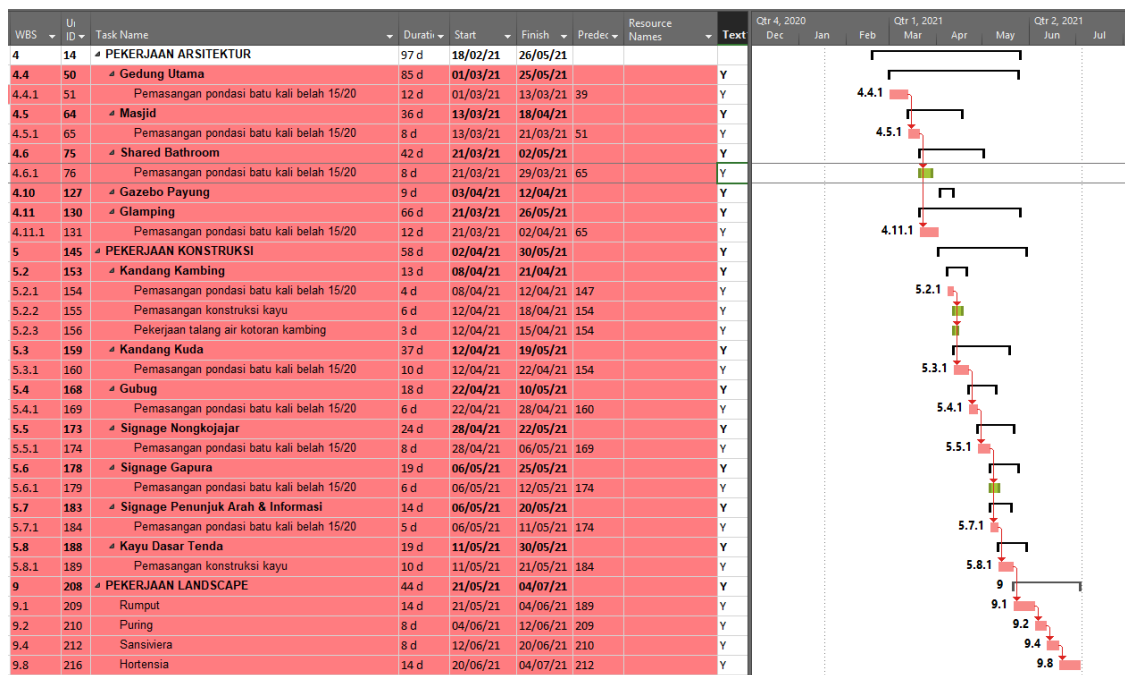 Uı Resource Qtr 4, 2020 Qtr 1, 2021 Qtr 2, 2021
WBS ID Task Name Duratic Start Finish Predec Names Text Dec Jan Feb Mar Apr May Jun Jul
4 14 PEKERJAAN ARSITEKTUR 97 d 18/02/21 26/05/21
4.4 50 Gedung Utama 85 d 01/03/21 25/05/21 Y
4.4.1 51 Pemasangan pondasi batu kali belah 15/20 12 d 01/03/21 13/03/21 39 Y 4.4.1
4.5 64 Masjid 36 d 13/03/21 18/04/21 Y
4.5.1 65 Pemasangan pondasi batu kali belah 15/20 8 d 13/03/21 21/03/21 51 Y 4.5.1
4.6 75 Shared Bathroom 42 d 21/03/21 02/05/21 Y
4.6.1 76 Pemasangan pondasi batu kali belah 15/20 8 d 21/03/21 29/03/21 65 Y
4.10 127 Gazebo Payung 9 d 03/04/21 12/04/21 Y
4.11 130 Glamping 66 d 21/03/21 26/05/21 Y
4.11.1 131 Pemasangan pondasi batu kali belah 15/20 12 d 21/03/21 02/04/21 65 Y 4.11.1
5 145 PEKERJAAN KONSTRUKSI 58 d 02/04/21 30/05/21 Y
5.2 153 Kandang Kambing 13 d 08/04/21 21/04/21 Y
5.2.1 154 Pemasangan pondasi batu kali belah 15/20 4 d 08/04/21 12/04/21 147 Y 5.2.1
5.2.2 155 Pemasangan konstruksi kayu 6 d 12/04/21 18/04/21 154 Y
5.2.3 156 Pekerjaan talang air kotoran kambing 3 d 12/04/21 15/04/21 154 Y
5.3 159 Kandang Kuda 37 d 12/04/21 19/05/21 Y
5.3.1 160 Pemasangan pondasi batu kali belah 15/20 10 d 12/04/21 22/04/21 154 Y 5.3.1
5.4 168 Gubug 18 d 22/04/21 10/05/21 Y
5.4.1 169 Pemasangan pondasi batu kali belah 15/20 6 d 22/04/21 28/04/21 160 Y 5.4.1
5.5 173 Signage Nongkojajar 24 d 28/04/21 22/05/21 Y
5.5.1 174 Pemasangan pondasi batu kali belah 15/20 8 d 28/04/21 06/05/21 169 Y 5.5.1
5.6 178 Signage Gapura 19 d 06/05/21 25/05/21 Y
5.6.1 179 Pemasangan pondasi batu kali belah 15/20 6 d 06/05/21 12/05/21 174 Y
5.7 183 Signage Penunjuk Arah & Informasi 14 d 06/05/21 20/05/21 Y
5.7.1 184 Pemasangan pondasi batu kali belah 15/20 5 d 06/05/21 11/05/21 174 Y 5.7.1
5.8 188 Kayu Dasar Tenda 19 d 11/05/21 30/05/21 Y
5.8.1 189 Pemasangan konstruksi kayu 10 d 11/05/21 21/05/21 184 Y 5.8.1
9 208 PEKERJAAN LANDSCAPE 44 d 21/05/21 04/07/21 Y 9
9.1 209 Rumput 14 d 21/05/21 04/06/21 189 Y 9.1
9.2 210 Puring 8 d 04/06/21 12/06/21 209 Y 9.2
9.4 212 Sansiviera 8 d 12/06/21 20/06/21 210 Y 9.4
9.8 216 Hortensia 14 d 20/06/21 04/07/21 212 Y 9.8